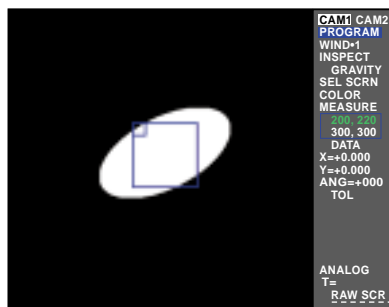 CAM1 CAM2
PROGRAM
WIND•1
INSPECT
GRAVITY
SEL SCRN
COLOR
MEASURE
200, 220
300, 300
DATA
X=+0.000
Y=+0.000
ANG=+000
TOL
ANALOG
T=
RAW SCR